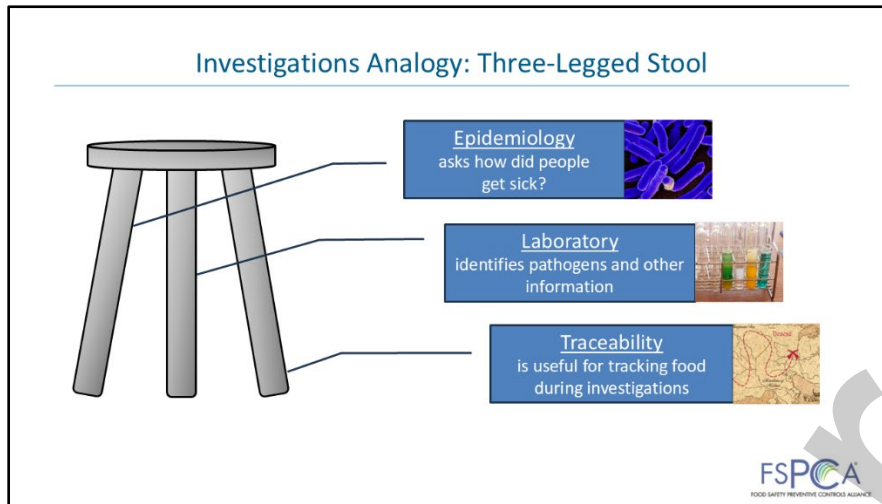 Investigations Analogy: Three-Legged Stool
Epidemiology
asks how did people
get sick?
Laboratory
identifies pathogens and other
information
Traceability
is useful for tracking food
during investigations
FSPCA
FOOD SAFETY PREVENTIVE CONTROLS ALLIANCE